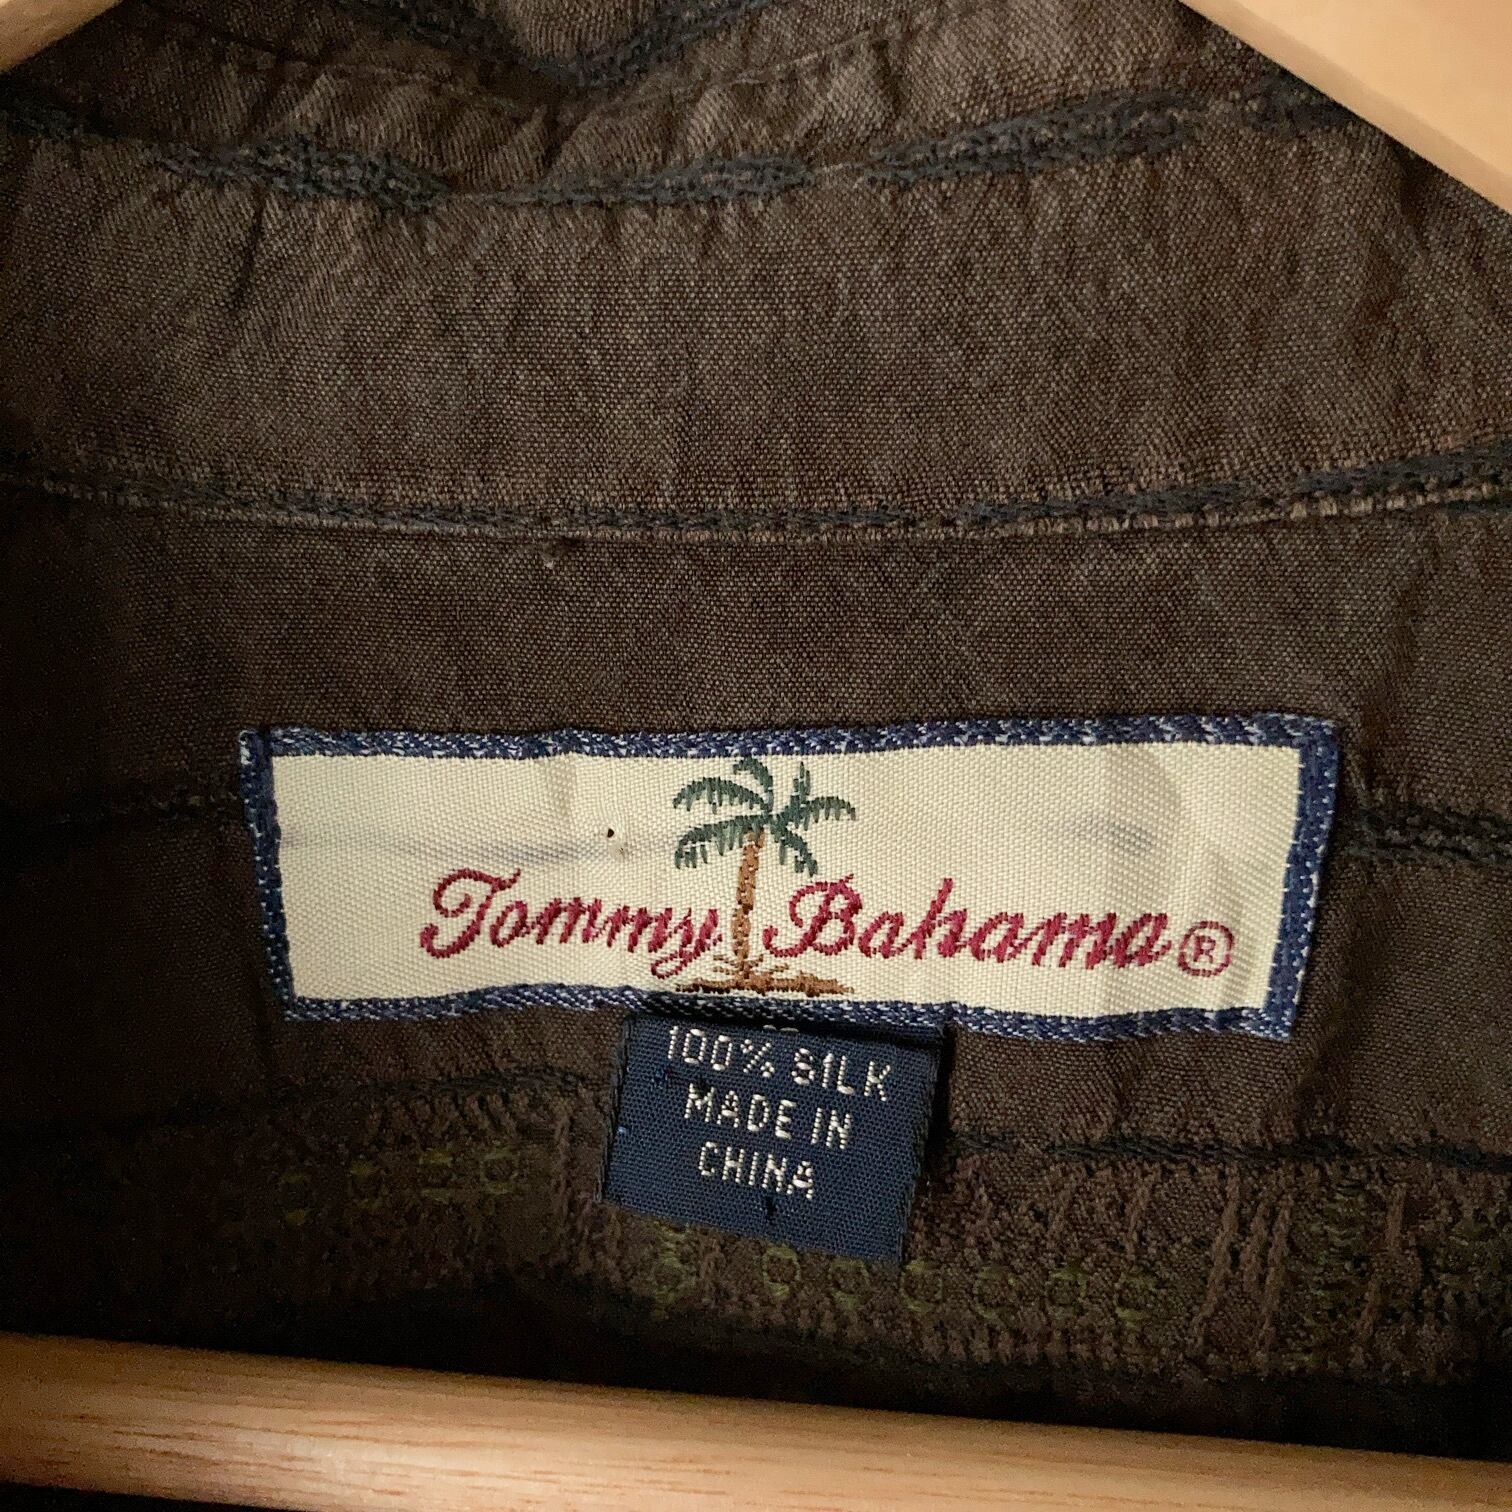 Tommy Bahama®
100% SILK
MADE IN
CHINA